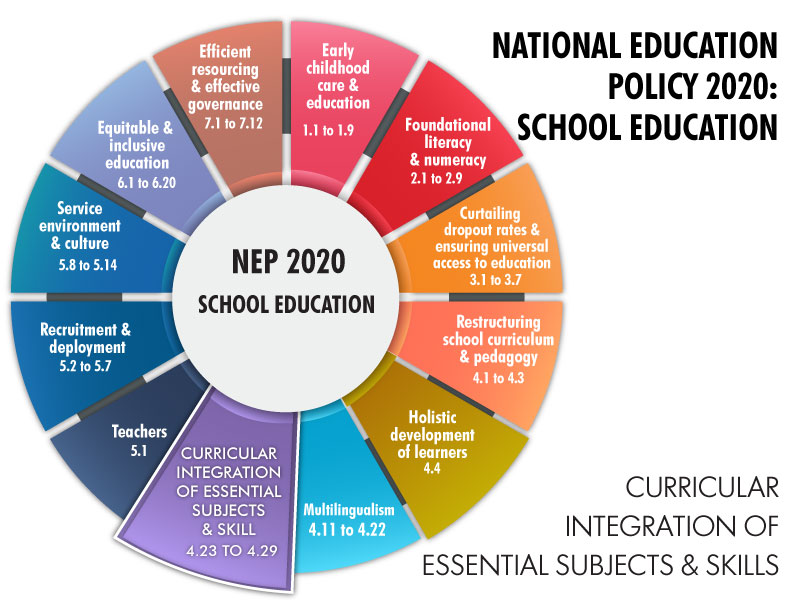 NATIONAL EDUCATION
POLICY 2020:
SCHOOL EDUCATION
Early
childhood
care &
education
1.1 to 1.9
Foundational
literacy
& numeracy
2.1 to 2.9
Curtailing
dropout rates &
ensuring universal
access to education
3.1 to 3.7
Restructuring
school curriculum
& pedagogy
4.1 to 4.3
Holistic
development
of learners
4.4
Multilingualism
4.11 to 4.22
CURRICULAR
INTEGRATION
OF ESSENTIAL
SUBJECTS
& SKILL
4.23 TO 4.29
Teachers
5.1
Recruitment &
deployment
5.2 to 5.7
Service
environment
& culture
5.8 to 5.14
Equitable &
inclusive
education
6.1 to 6.20
Efficient
resourcing
& effective
governance
7.1 to 7.12
NEP 2020
SCHOOL EDUCATION
CURRICULAR
INTEGRATION OF
ESSENTIAL SUBJECTS & SKILLS